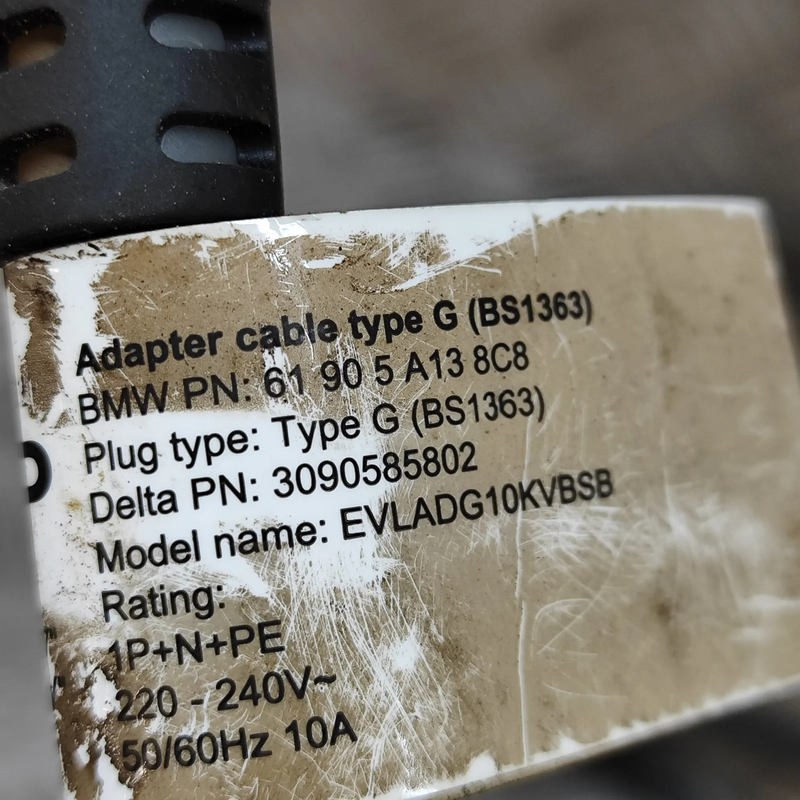 Adapter cable type G (BS1363)
BMW PN: 61 90 5 A13 8C8
Plug type: Type G (BS1363)
Delta PN: 3090585802
Model name: EVLADG10KVBSB
Rating:
1P+N+PE
220 - 240V~
50/60Hz 10A